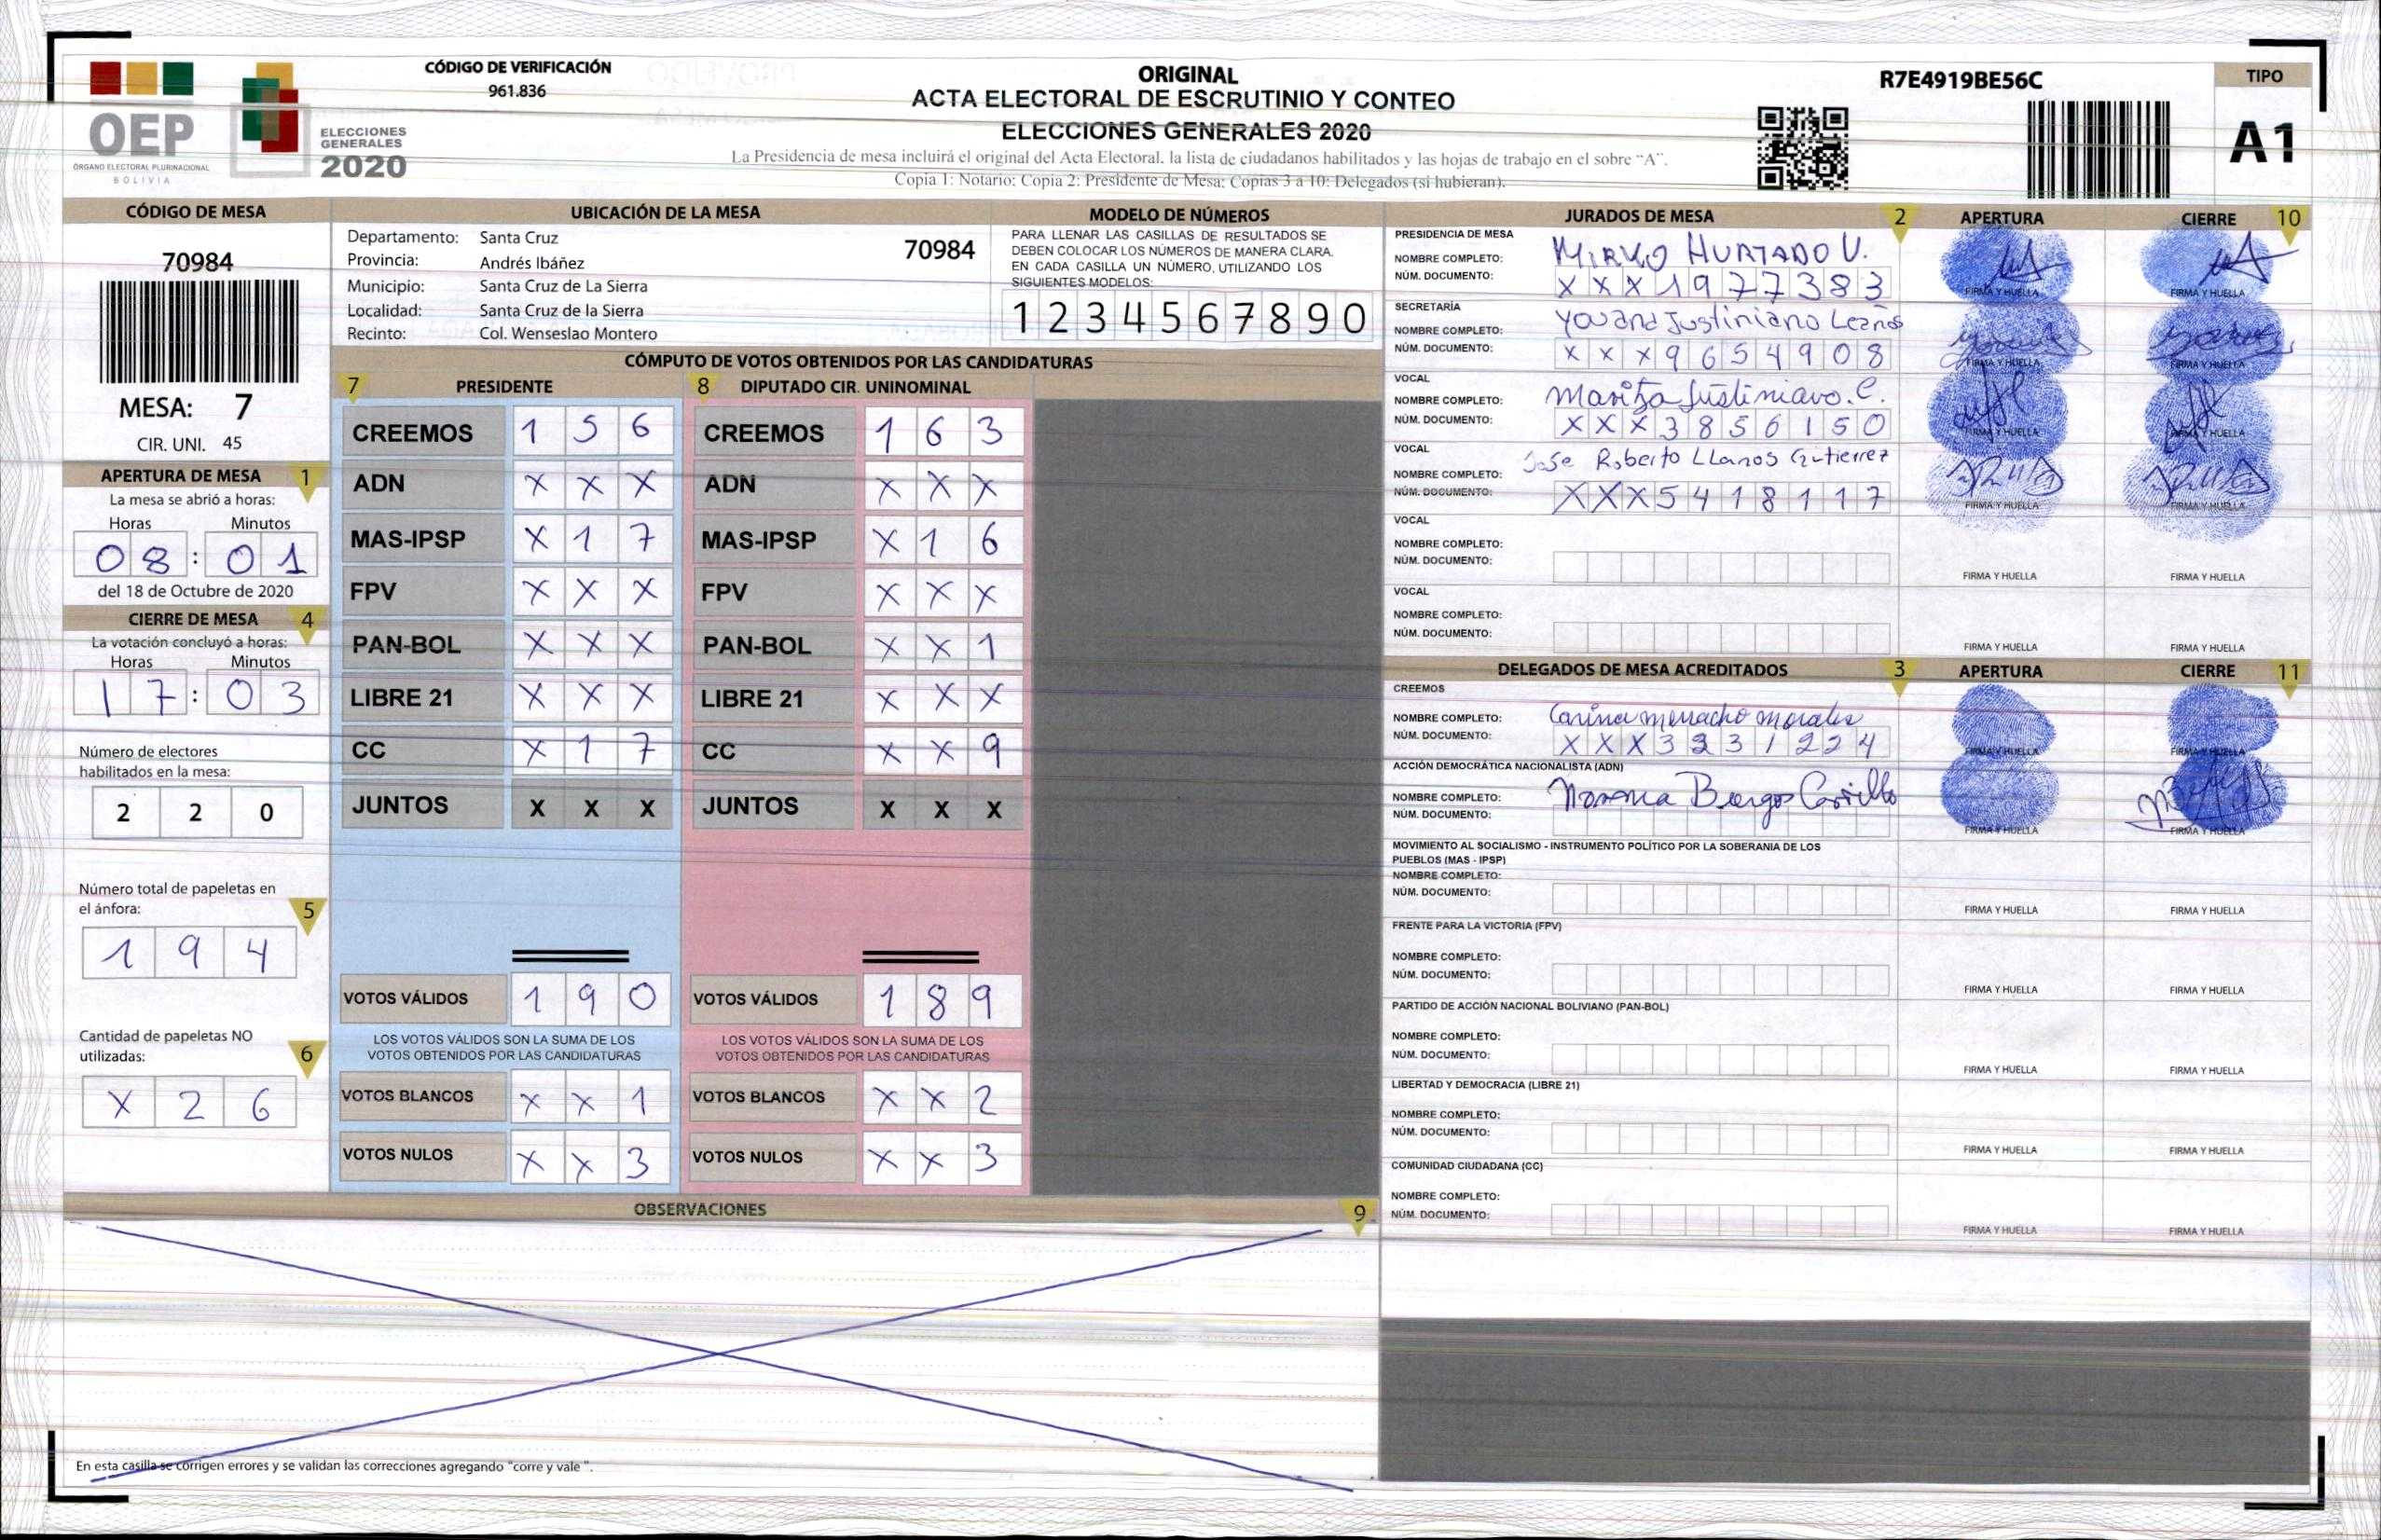 CÓDIGO DE VERIFICACIÓN
961.836
OEP
ÓRGANO ELECTORAL PLURINACIONAL
BOLIVIA
ELECCIONES
GENERALES
2020
ORIGINAL
ACTA ELECTORAL DE ESCRUTINIO Y CONTEO
ELECCIONES GENERALES 2020
La Presidencia de mesa incluirá el original del Acta Electoral, la lista de ciudadanos habilitados y las hojas de trabajo en el sobre "A".
Copia 1: Notario; Copia 2: Presidente de Mesa; Copias 3 a 10: Delegados (si hubieran).
R7E4919BE56C
TIPO
A1
CÓDIGO DE MESA
70984
MESA: 7
CIR. UNI. 45
APERTURA DE MESA 1
La mesa se abrió a horas:
Horas Minutos
08:01
del 18 de Octubre de 2020
CIERRE DE MESA 4
La votación concluyó a horas:
Horas Minutos
17:03
Número de electores
habilitados en la mesa:
2 2 0
Número total de papeletas en
el ánfora: 5
1 9 4
Cantidad de papeletas NO
utilizadas: 6
X 2 6
UBICACIÓN DE LA MESA
Departamento: Santa Cruz 70984
Provincia: Andrés Ibáñez
Municipio: Santa Cruz de La Sierra
Localidad: Santa Cruz de la Sierra
Recinto: Col. Wenseslao Montero
MODELO DE NÚMEROS
PARA LLENAR LAS CASILLAS DE RESULTADOS SE
DEBEN COLOCAR LOS NÚMEROS DE MANERA CLARA,
EN CADA CASILLA UN NÚMERO, UTILIZANDO LOS
SIGUIENTES MODELOS:
1 2 3 4 5 6 7 8 9 0
CÓMPUTO DE VOTOS OBTENIDOS POR LAS CANDIDATURAS
7 PRESIDENTE
CREEMOS 1 5 6
ADN X X X
MAS-IPSP X 1 7
FPV X X X
PAN-BOL X X X
LIBRE 21 X X X
CC X 1 7
JUNTOS X X X
VOTOS VÁLIDOS 1 9 0
LOS VOTOS VÁLIDOS SON LA SUMA DE LOS
VOTOS OBTENIDOS POR LAS CANDIDATURAS
VOTOS BLANCOS X X 1
VOTOS NULOS X X 3
8 DIPUTADO CIR. UNINOMINAL
CREEMOS 1 6 3
ADN X X X
MAS-IPSP X 1 6
FPV X X X
PAN-BOL X X 1
LIBRE 21 X X X
CC X X 9
JUNTOS X X X
VOTOS VÁLIDOS 1 8 9
LOS VOTOS VÁLIDOS SON LA SUMA DE LOS
VOTOS OBTENIDOS POR LAS CANDIDATURAS
VOTOS BLANCOS X X 2
VOTOS NULOS X X 3
OBSERVACIONES 9
En esta casilla se corrigen errores y se validan las correcciones agregando "corre y vale ".
JURADOS DE MESA 2 APERTURA CIERRE 10
PRESIDENCIA DE MESA
NOMBRE COMPLETO: MIRKO HURTADO V.
NÚM. DOCUMENTO: X X X 1 9 7 7 3 8 3
FIRMA Y HUELLA FIRMA Y HUELLA
SECRETARÍA
NOMBRE COMPLETO: Yovana Justiniano Leaños
NÚM. DOCUMENTO: X X X 9 6 5 4 9 0 8
FIRMA Y HUELLA FIRMA Y HUELLA
VOCAL
NOMBRE COMPLETO: Maritza Justiniano. C.
NÚM. DOCUMENTO: X X X 3 8 5 6 1 5 0
FIRMA Y HUELLA FIRMA Y HUELLA
VOCAL
NOMBRE COMPLETO: Jose Roberto LLanos Gutierrez
NÚM. DOCUMENTO: X X X 5 4 1 8 1 1 7
FIRMA Y HUELLA FIRMA Y HUELLA
VOCAL
NOMBRE COMPLETO:
NÚM. DOCUMENTO:
FIRMA Y HUELLA FIRMA Y HUELLA
VOCAL
NOMBRE COMPLETO:
NÚM. DOCUMENTO:
FIRMA Y HUELLA FIRMA Y HUELLA
DELEGADOS DE MESA ACREDITADOS 3 APERTURA CIERRE 11
CREEMOS
NOMBRE COMPLETO: Carina menacho morales
NÚM. DOCUMENTO: X X X 3 2 3 1 2 2 4
FIRMA Y HUELLA FIRMA Y HUELLA
ACCIÓN DEMOCRÁTICA NACIONALISTA (ADN)
NOMBRE COMPLETO: Burgos Carrillo
NÚM. DOCUMENTO:
FIRMA Y HUELLA FIRMA Y HUELLA
MOVIMIENTO AL SOCIALISMO - INSTRUMENTO POLÍTICO POR LA SOBERANIA DE LOS
PUEBLOS (MAS - IPSP)
NOMBRE COMPLETO:
NÚM. DOCUMENTO:
FIRMA Y HUELLA FIRMA Y HUELLA
FRENTE PARA LA VICTORIA (FPV)
NOMBRE COMPLETO:
NÚM. DOCUMENTO:
FIRMA Y HUELLA FIRMA Y HUELLA
PARTIDO DE ACCIÓN NACIONAL BOLIVIANO (PAN-BOL)
NOMBRE COMPLETO:
NÚM. DOCUMENTO:
FIRMA Y HUELLA FIRMA Y HUELLA
LIBERTAD Y DEMOCRACIA (LIBRE 21)
NOMBRE COMPLETO:
NÚM. DOCUMENTO:
FIRMA Y HUELLA FIRMA Y HUELLA
COMUNIDAD CIUDADANA (CC)
NOMBRE COMPLETO:
NÚM. DOCUMENTO:
FIRMA Y HUELLA FIRMA Y HUELLA